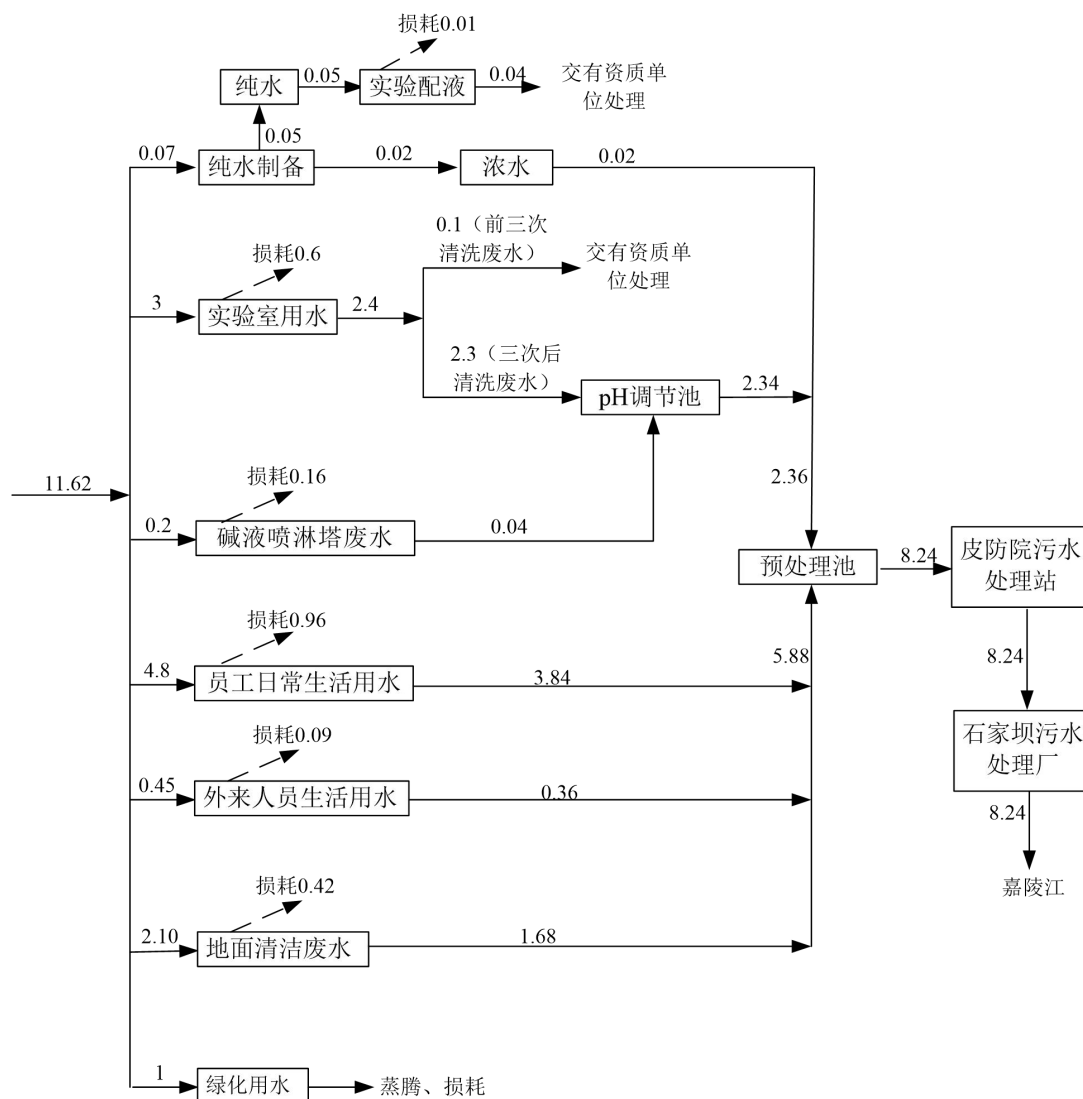 损耗0.01
纯水
0.05
实验配液
0.04
交有资质单
位处理
0.05
0.07
纯水制备
0.02
浓水
0.02
0.1（前三次
清洗废水）
交有资质单
位处理
损耗0.6
3
实验室用水
2.4
2.3（三次后
清洗废水）
pH调节池
2.34
11.62
损耗0.16
2.36
0.2
碱液喷淋塔废水
0.04
预处理池
8.24
皮防院污水
处理站
损耗0.96
5.88
8.24
4.8
员工日常生活用水
3.84
损耗0.09
石家坝污水
处理厂
0.45
外来人员生活用水
0.36
8.24
损耗0.42
嘉陵江
2.10
地面清洁废水
1.68
1
绿化用水
蒸腾、损耗